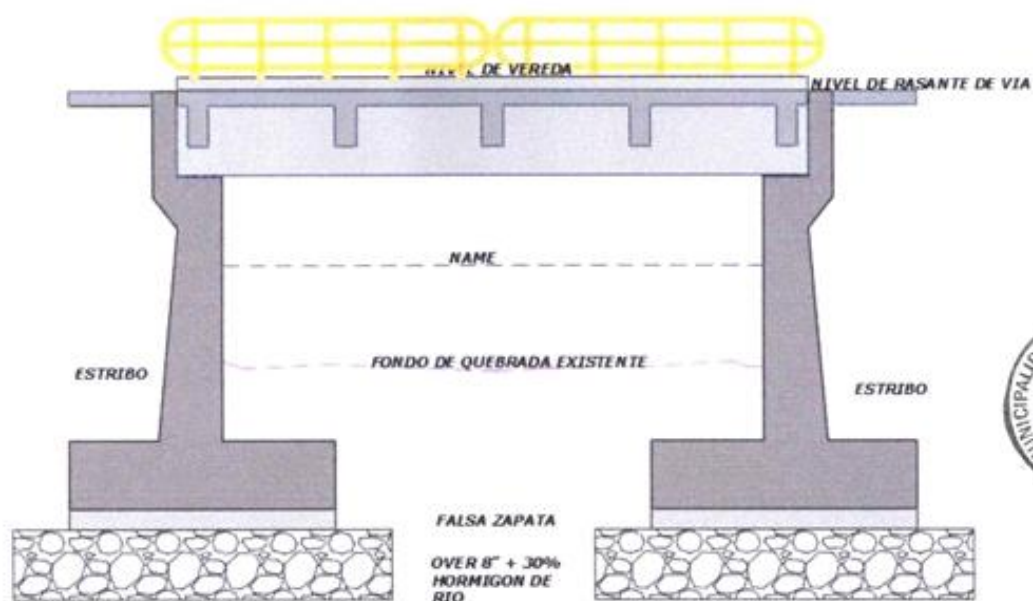 DE VEREDA
NIVEL DE RASANTE DE VIA
NAME
FONDO DE QUEBRADA EXISTENTE
ESTRIBO
ESTRIBO
FALSA ZAPATA
OVER 8" + 30%
HORMIGON DE
RIO